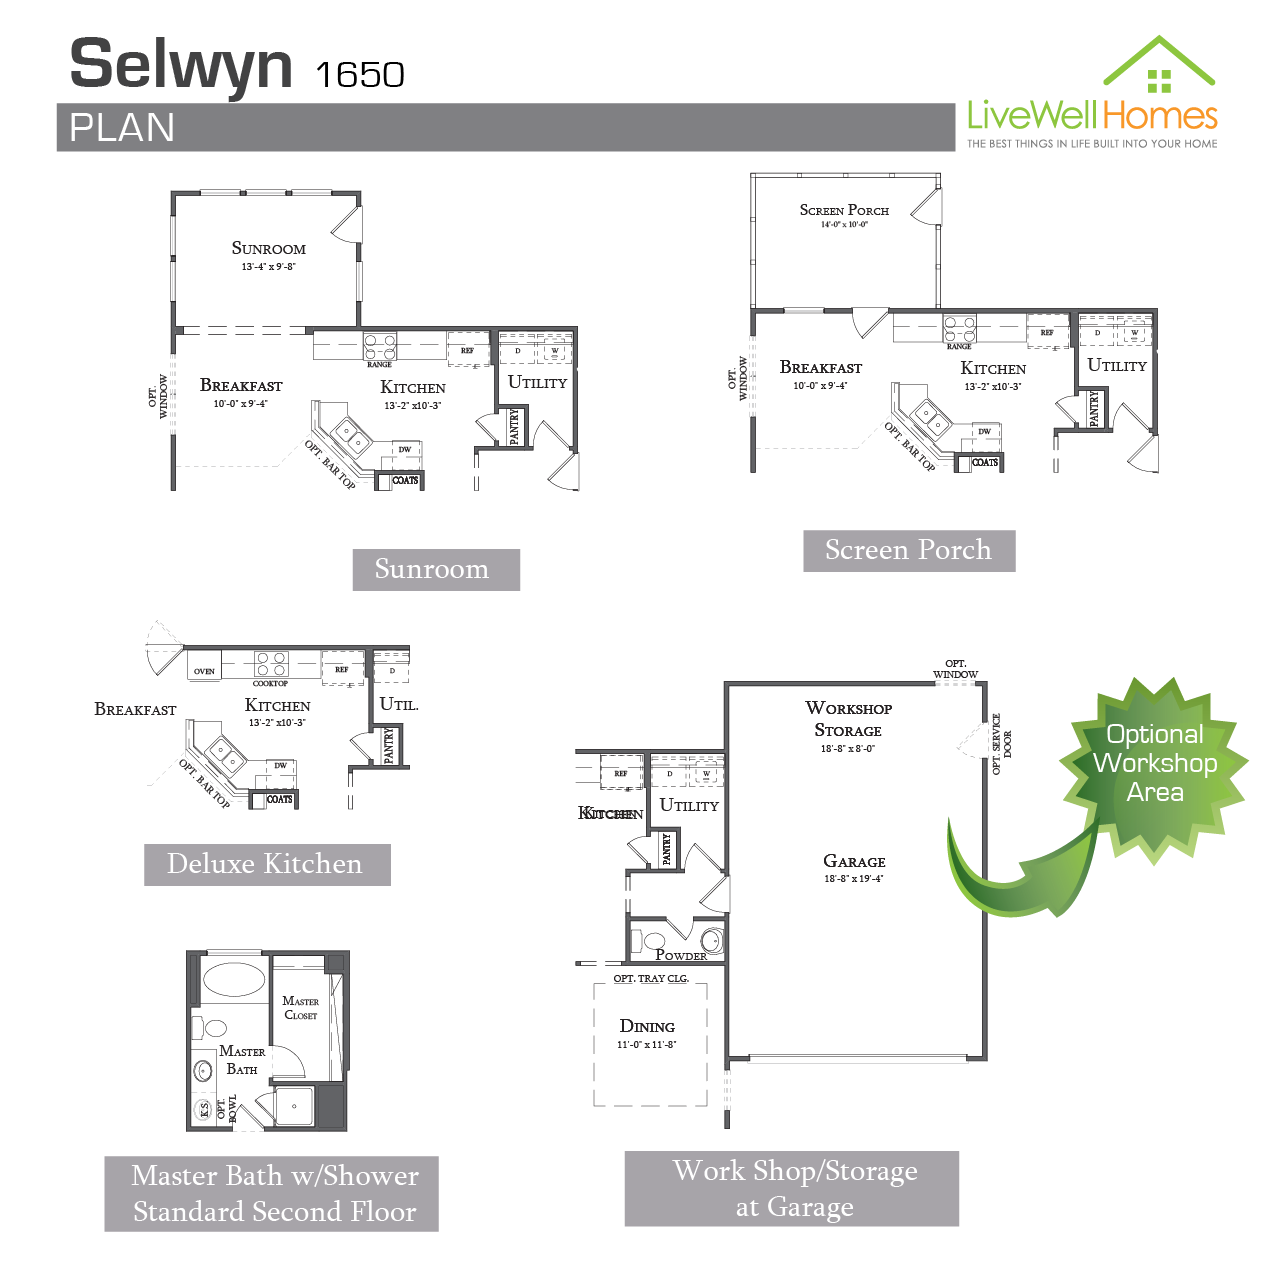 Selwyn 1650
PLAN
LiveWell Homes
THE BEST THINGS IN LIFE BUILT INTO YOUR HOME
SUNROOM
13'-4" x 9'-8"
RANGE
REF
D
W
BREAKFAST
10'-0" x 9'-4"
KITCHEN
13'-2" x10'-3"
UTILITY
OPT.
WINDOW
PANTRY
OPT. BAR TOP
DW
COATS
Sunroom
SCREEN PORCH
14'-0" x 10'-0"
RANGE
REF
D
W
BREAKFAST
10'-0" x 9'-4"
KITCHEN
13'-2" x10'-3"
UTILITY
OPT.
WINDOW
PANTRY
OPT. BAR TOP
DW
COATS
Screen Porch
OVEN
COOKTOP
REF
D
BREAKFAST
KITCHEN
13'-2" x10'-3"
UTIL.
PANTRY
OPT. BAR TOP
DW
COATS
Deluxe Kitchen
OPT.
WINDOW
WORKSHOP
STORAGE
18'-8" x 8'-0"
OPT. SERVICE
DOOR
Optional
Workshop
Area
REF
D
W
KITCHEN
UTILITY
PANTRY
GARAGE
18'-8" x 19'-4"
POWDER
OPT. TRAY CLG.
DINING
11'-0" x 11'-8"
Work Shop/Storage
at Garage
MASTER
CLOSET
MASTER
BATH
K.S.
OPT.
BOWL
Master Bath w/Shower
Standard Second Floor